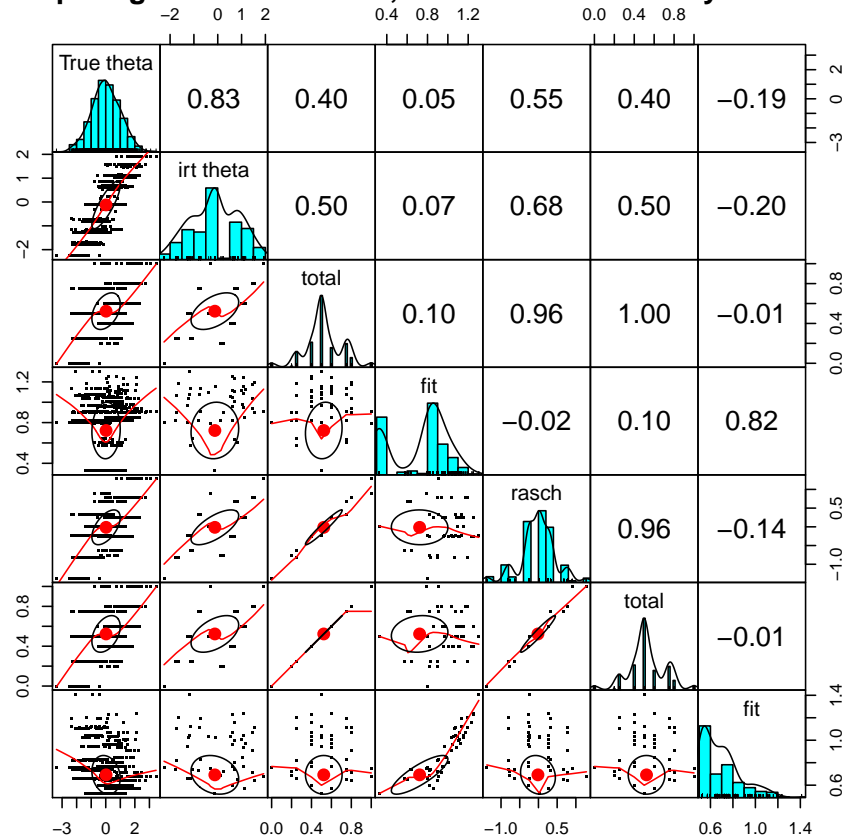 −2 0 1 2 0.4 0.8 1.2 0.0 0.4 0.8
True theta 0.83 0.40 0.05 0.55 0.40 −0.19 −3 0 2
−2 0 1 2 irt theta 0.50 0.07 0.68 0.50 −0.20
total 0.10 0.96 1.00 −0.01 0.0 0.4 0.8
0.4 0.8 1.2 fit −0.02 0.10 0.82
rasch 0.96 −0.14 −1.0 0.5
0.0 0.4 0.8 total −0.01
fit 0.6 1.0 1.4
−3 0 2 0.0 0.4 0.8 −1.0 0.5 0.6 1.0 1.4